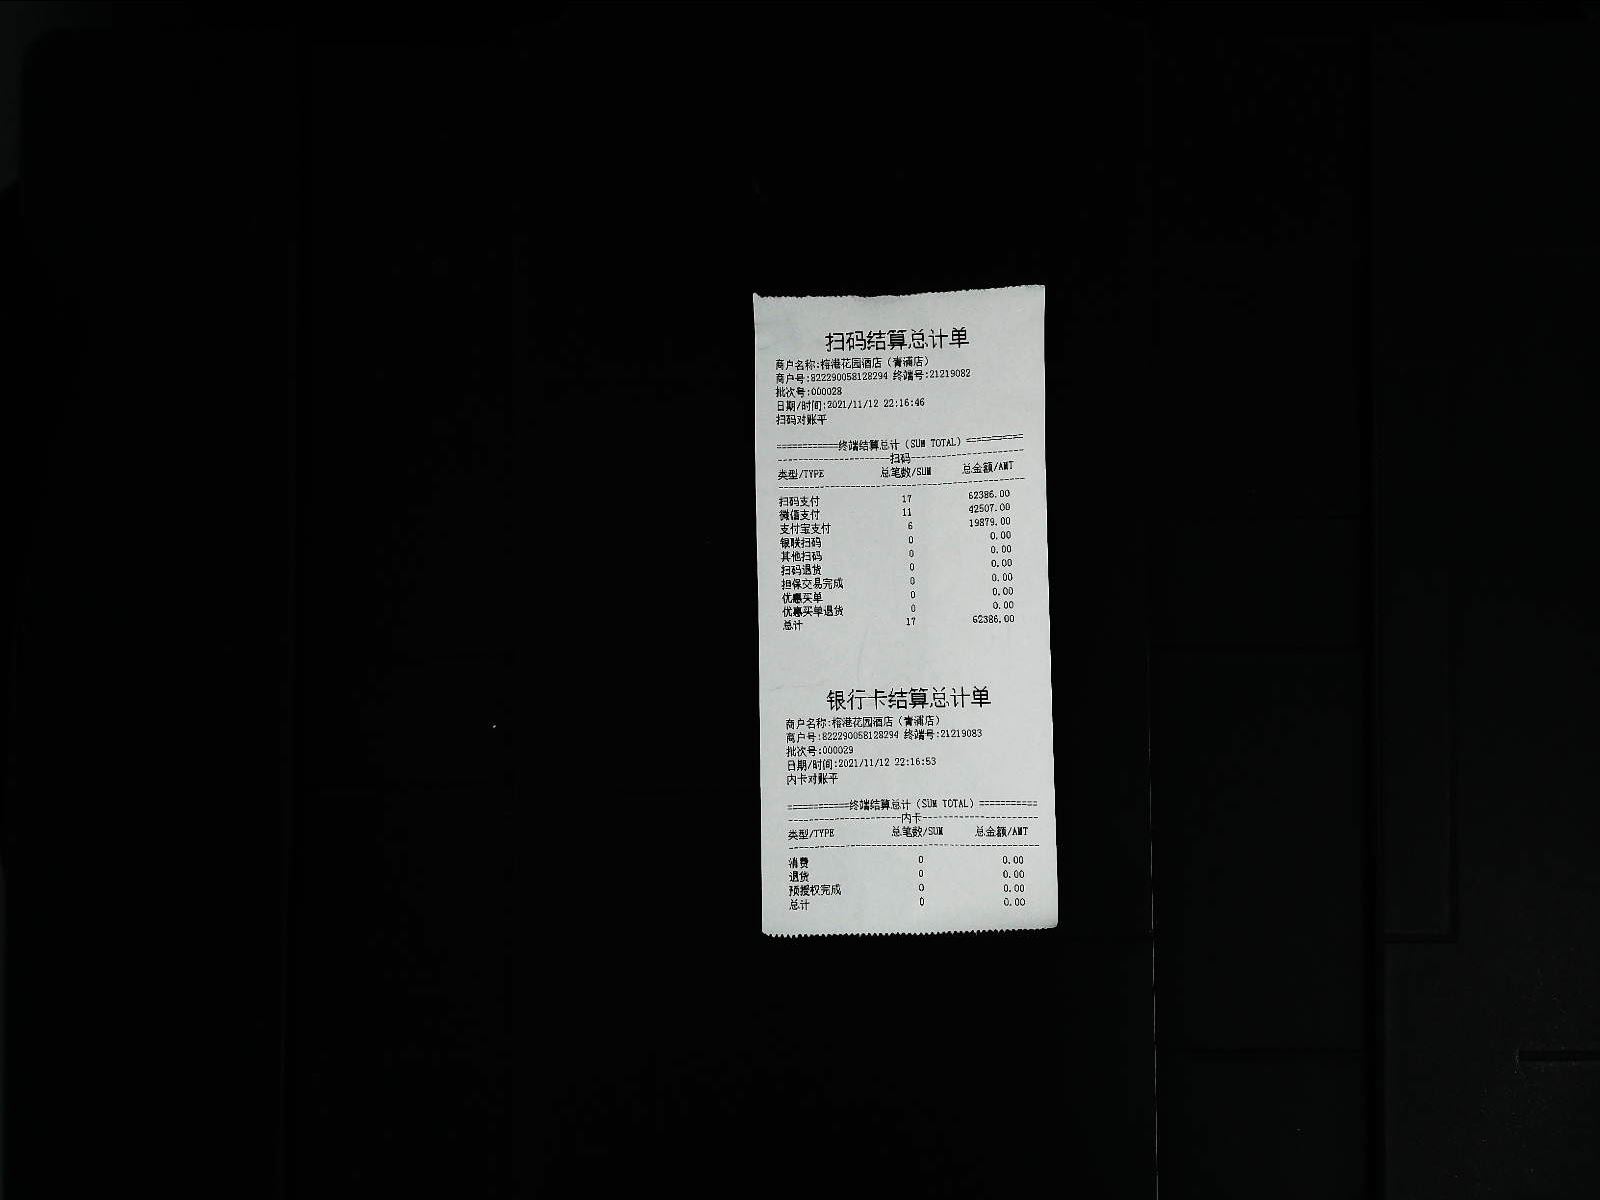 扫码结算总计单
商户名称:榕港花园酒店（青浦店）
商户号:822290058128294 终端号:21219082
批次号:000028
日期/时间:2021/11/12 22:16:46
扫码对账平
============终端结算总计（SUM TOTAL）===========
----------------------扫码----------------------
类型/TYPE 总笔数/SUM 总金额/AMT
------------------------------------------------
扫码支付 17 62386.00
微信支付 11 42507.00
支付宝支付 6 19879.00
银联扫码 0 0.00
其他扫码 0 0.00
扫码退货 0 0.00
担保交易完成 0 0.00
优惠买单 0 0.00
优惠买单退货 0 0.00
总计 17 62386.00
银行卡结算总计单
商户名称:榕港花园酒店（青浦店）
商户号:822290058128294 终端号:21219083
批次号:000029
日期/时间:2021/11/12 22:16:53
内卡对账平
============终端结算总计（SUM TOTAL）===========
----------------------内卡----------------------
类型/TYPE 总笔数/SUM 总金额/AMT
------------------------------------------------
消费 0 0.00
退货 0 0.00
预授权完成 0 0.00
总计 0 0.00